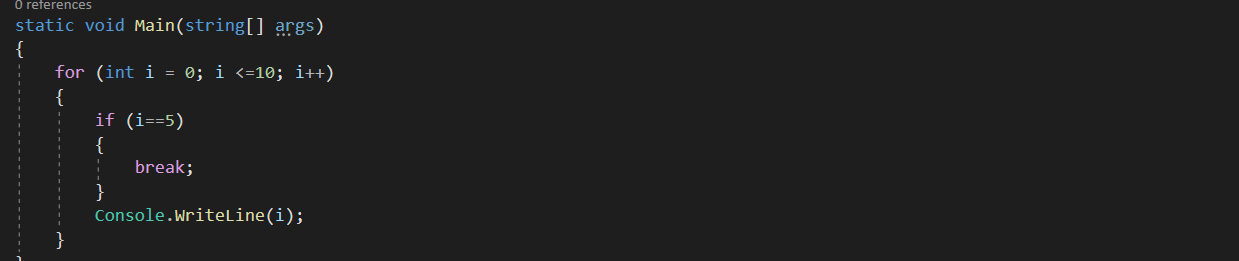 0 references
static void Main(string[] args)
{
for (int i = 0; i <=10; i++)
{
if (i==5)
{
break;
}
Console.WriteLine(i);
}
}